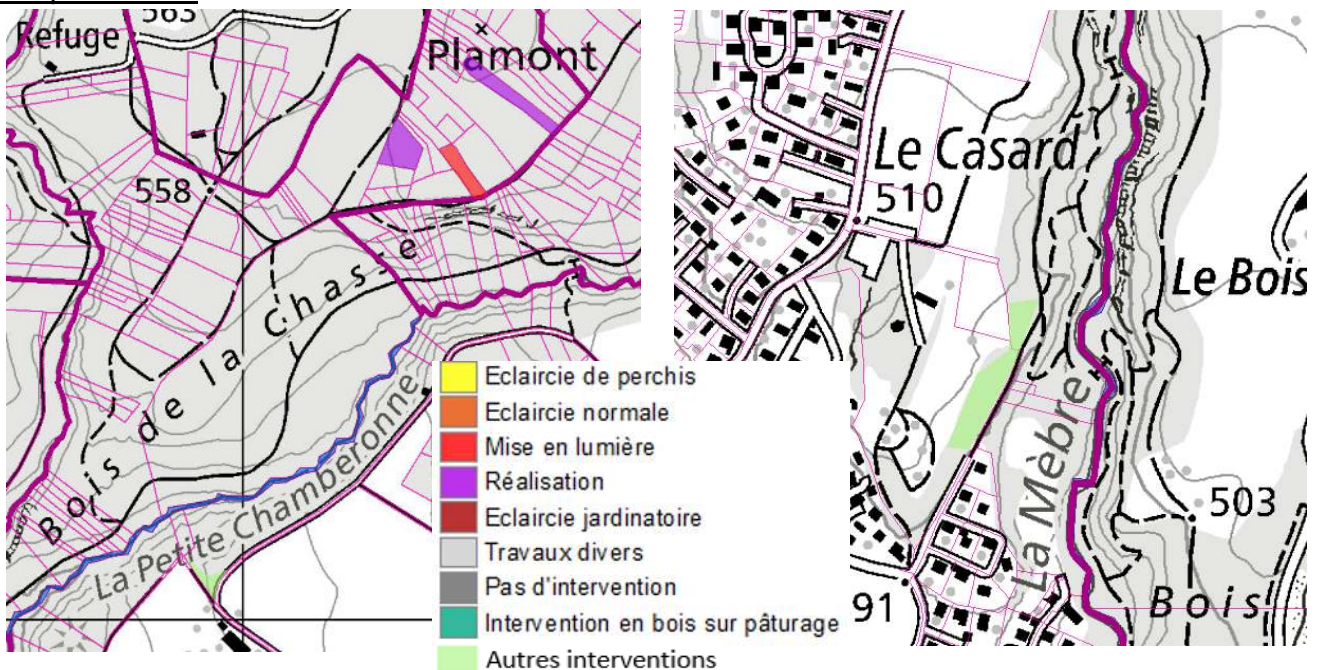 563
Refuge
Plamont
558
Bois de la Chasse
La Petite Chamberonne
Eclaircie de perchis
Eclaircie normale
Mise en lumière
Réalisation
Eclaircie jardinatoire
Travaux divers
Pas d'intervention
Intervention en bois sur pâturage
Autres interventions
Le Casard
510
Le Bois
La Mèbre
503
91
Bois